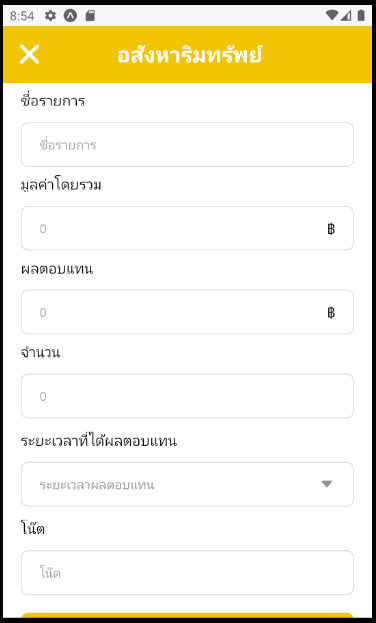 8:54
อสังหาริมทรัพย์
ชื่อรายการ
ชื่อรายการ
มูลค่าโดยรวม
0 ฿
ผลตอบแทน
0 ฿
จำนวน
0
ระยะเวลาที่ได้ผลตอบแทน
ระยะเวลาผลตอบแทน
โน๊ต
โน๊ต